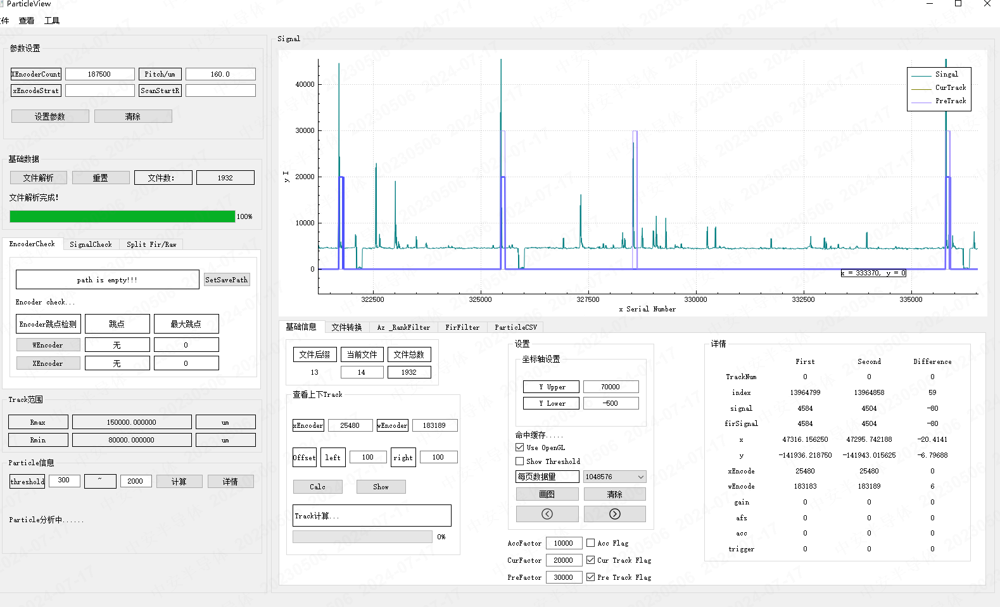 ParticleView
文件 查看 工具
参数设置
XEncoderCount 187500 Pitch/um 160.0
xEncodeStrat ScanStartR
设置参数 清除
基础数据
文件解析 重置 文件数: 1932
文件解析完成!
100%
EncoderCheck SignalCheck Split Fir/Raw
path is empty!!! SetSavePath
Encoder check...
Encoder跳点检测 跳点 最大跳点
WEncoder 无 0
XEncoder 无 0
Track范围
Rmax 150000.000000 um
Rmin 80000.000000 um
Particle信息
threshold 300 ~ 2000 计算 详情
Particle分析中......
Signal
Singal
CurTrack
PreTrack
40000
30000
20000
10000
0
y I
x = 333370, y = 0
322500 325000 327500 330000 332500 335000
x Serial Number
基础信息 文件转换 Az _RankFilter FirFilter ParticleCSV
文件后缀 当前文件 文件总数
13 14 1932
查看上下Track
xEncoder 25480 wEncoder 183189
Offset left 100 right 100
Calc Show
Track计算...
0%
设置
坐标轴设置
Y Upper 70000
Y Lower -500
命中缓存.....
Use OpenGL
Show Threshold
每页数据量 1048576
画图 清除
AccFactor 10000 Acc Flag
CurFactor 20000 Cur Track Flag
PreFactor 30000 Pre Track Flag
详情
First Second Difference
TrackNum 0 0 0
index 13964799 13964858 59
signal 4584 4504 -80
firSignal 4584 4504 -80
x 47316.156250 47295.742188 -20.4141
y -141936.218750 -141943.015625 -6.79688
xEncode 25480 25480 0
wEncode 183183 183189 6
gain 0 0 0
afs 0 0 0
acc 0 0 0
trigger 0 0 0
中安半导体 20230506 2024-07-17